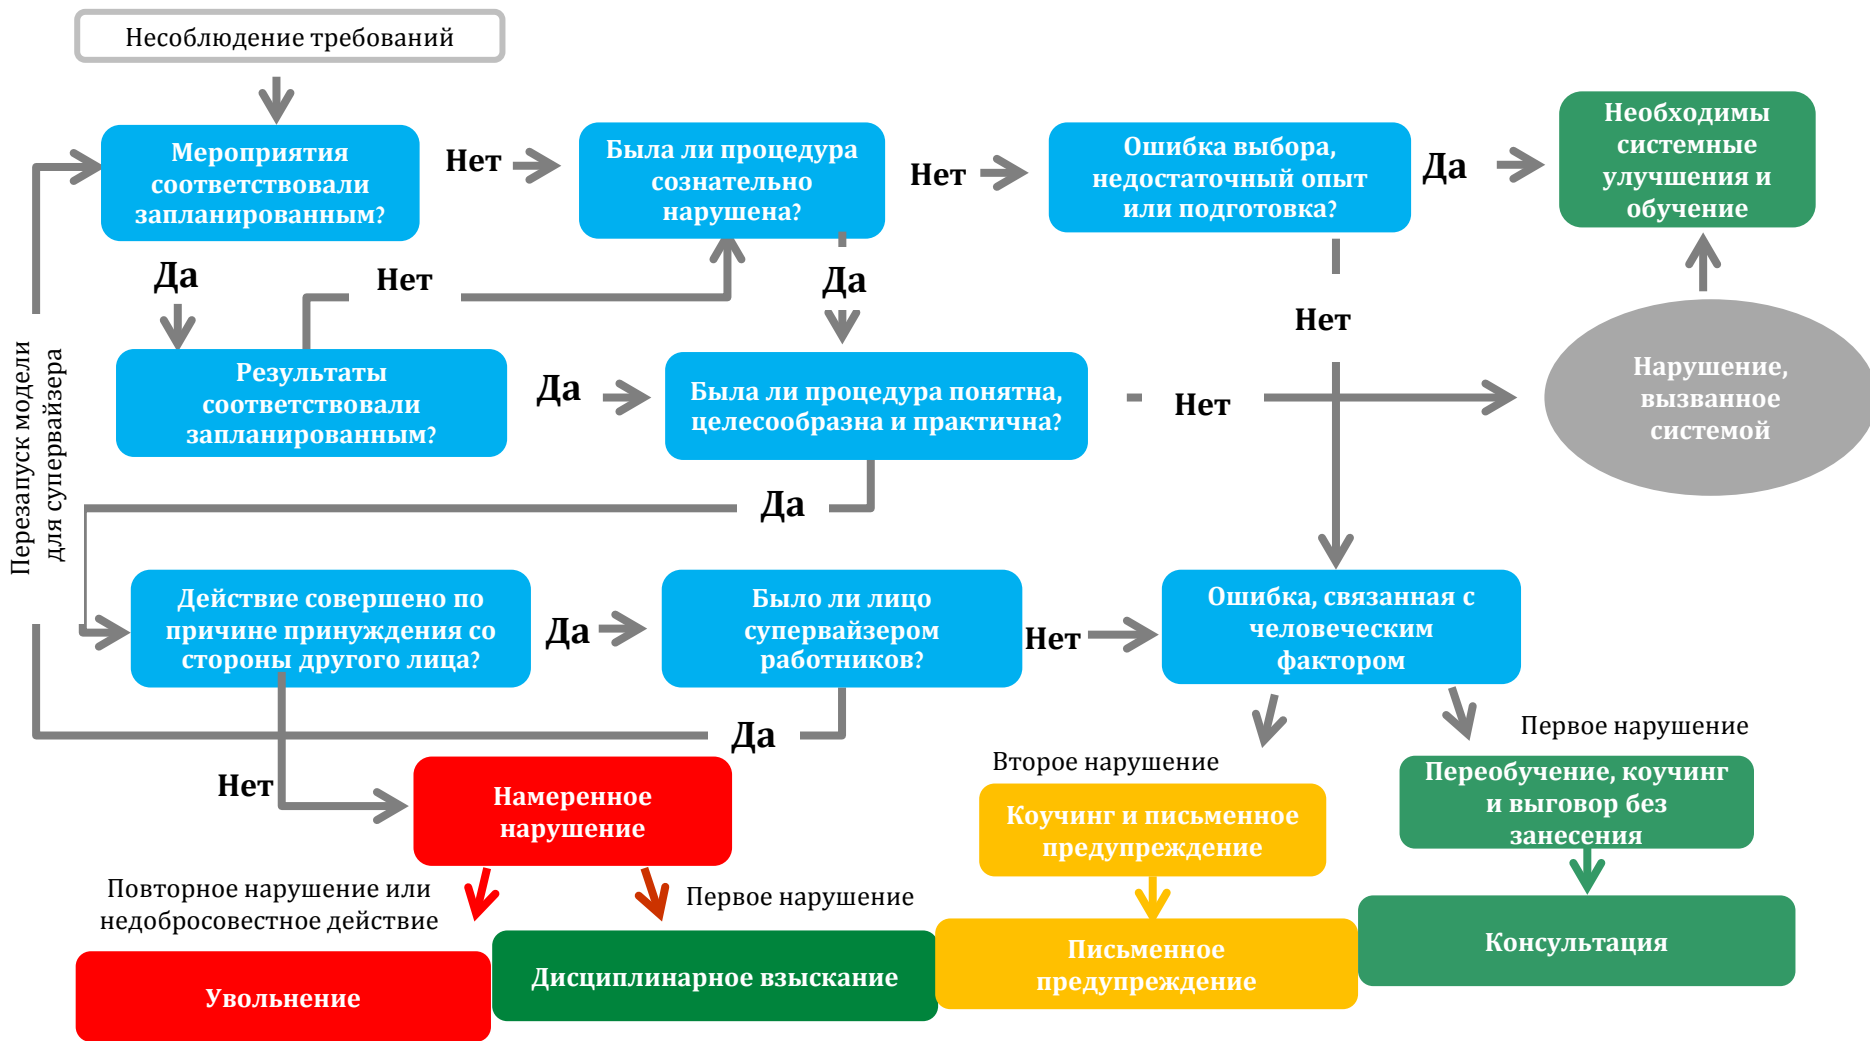 Несоблюдение требований
Мероприятия
соответствовали
запланированным?
Нет
Была ли процедура
сознательно
нарушена?
Нет
Ошибка выбора,
недостаточный опыт
или подготовка?
Да
Необходимы
системные
улучшения и
обучение
Да
Нет
Да
Нет
Перезапуск модели
для супервайзера
Результаты
соответствовали
запланированным?
Да
Была ли процедура понятна,
целесообразна и практична?
Нет
Нарушение,
вызванное
системой
Да
Действие совершено по
причине принуждения со
стороны другого лица?
Да
Было ли лицо
супервайзером
работников?
Нет
Ошибка, связанная с
человеческим
фактором
Да
Нет
Намеренное
нарушение
Второе нарушение
Первое нарушение
Коучинг и письменное
предупреждение
Переобучение, коучинг
и выговор без
занесения
Повторное нарушение или
недобросовестное действие
Первое нарушение
Увольнение
Дисциплинарное взыскание
Письменное
предупреждение
Консультация